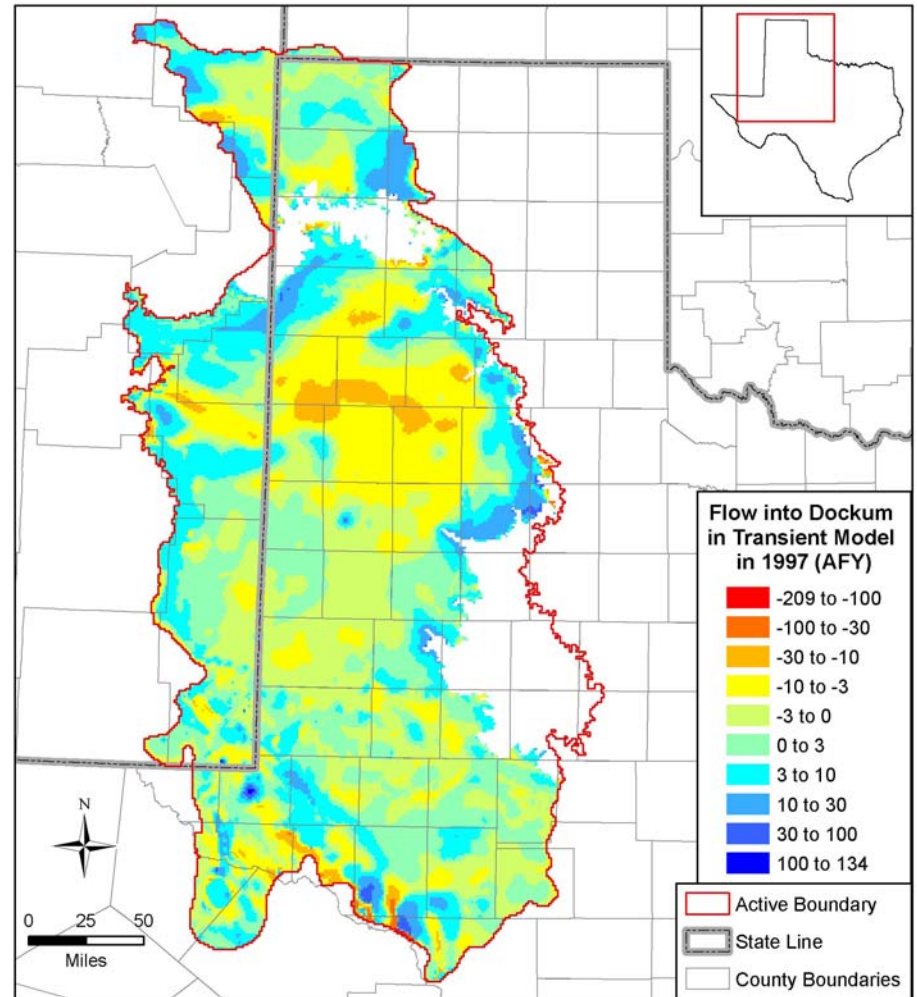 Flow into Dockum
in Transient Model
in 1997 (AFY)
-209 to -100
-100 to -30
-30 to -10
-10 to -3
-3 to 0
0 to 3
3 to 10
10 to 30
30 to 100
100 to 134
Active Boundary
State Line
County Boundaries
N
0 25 50
Miles